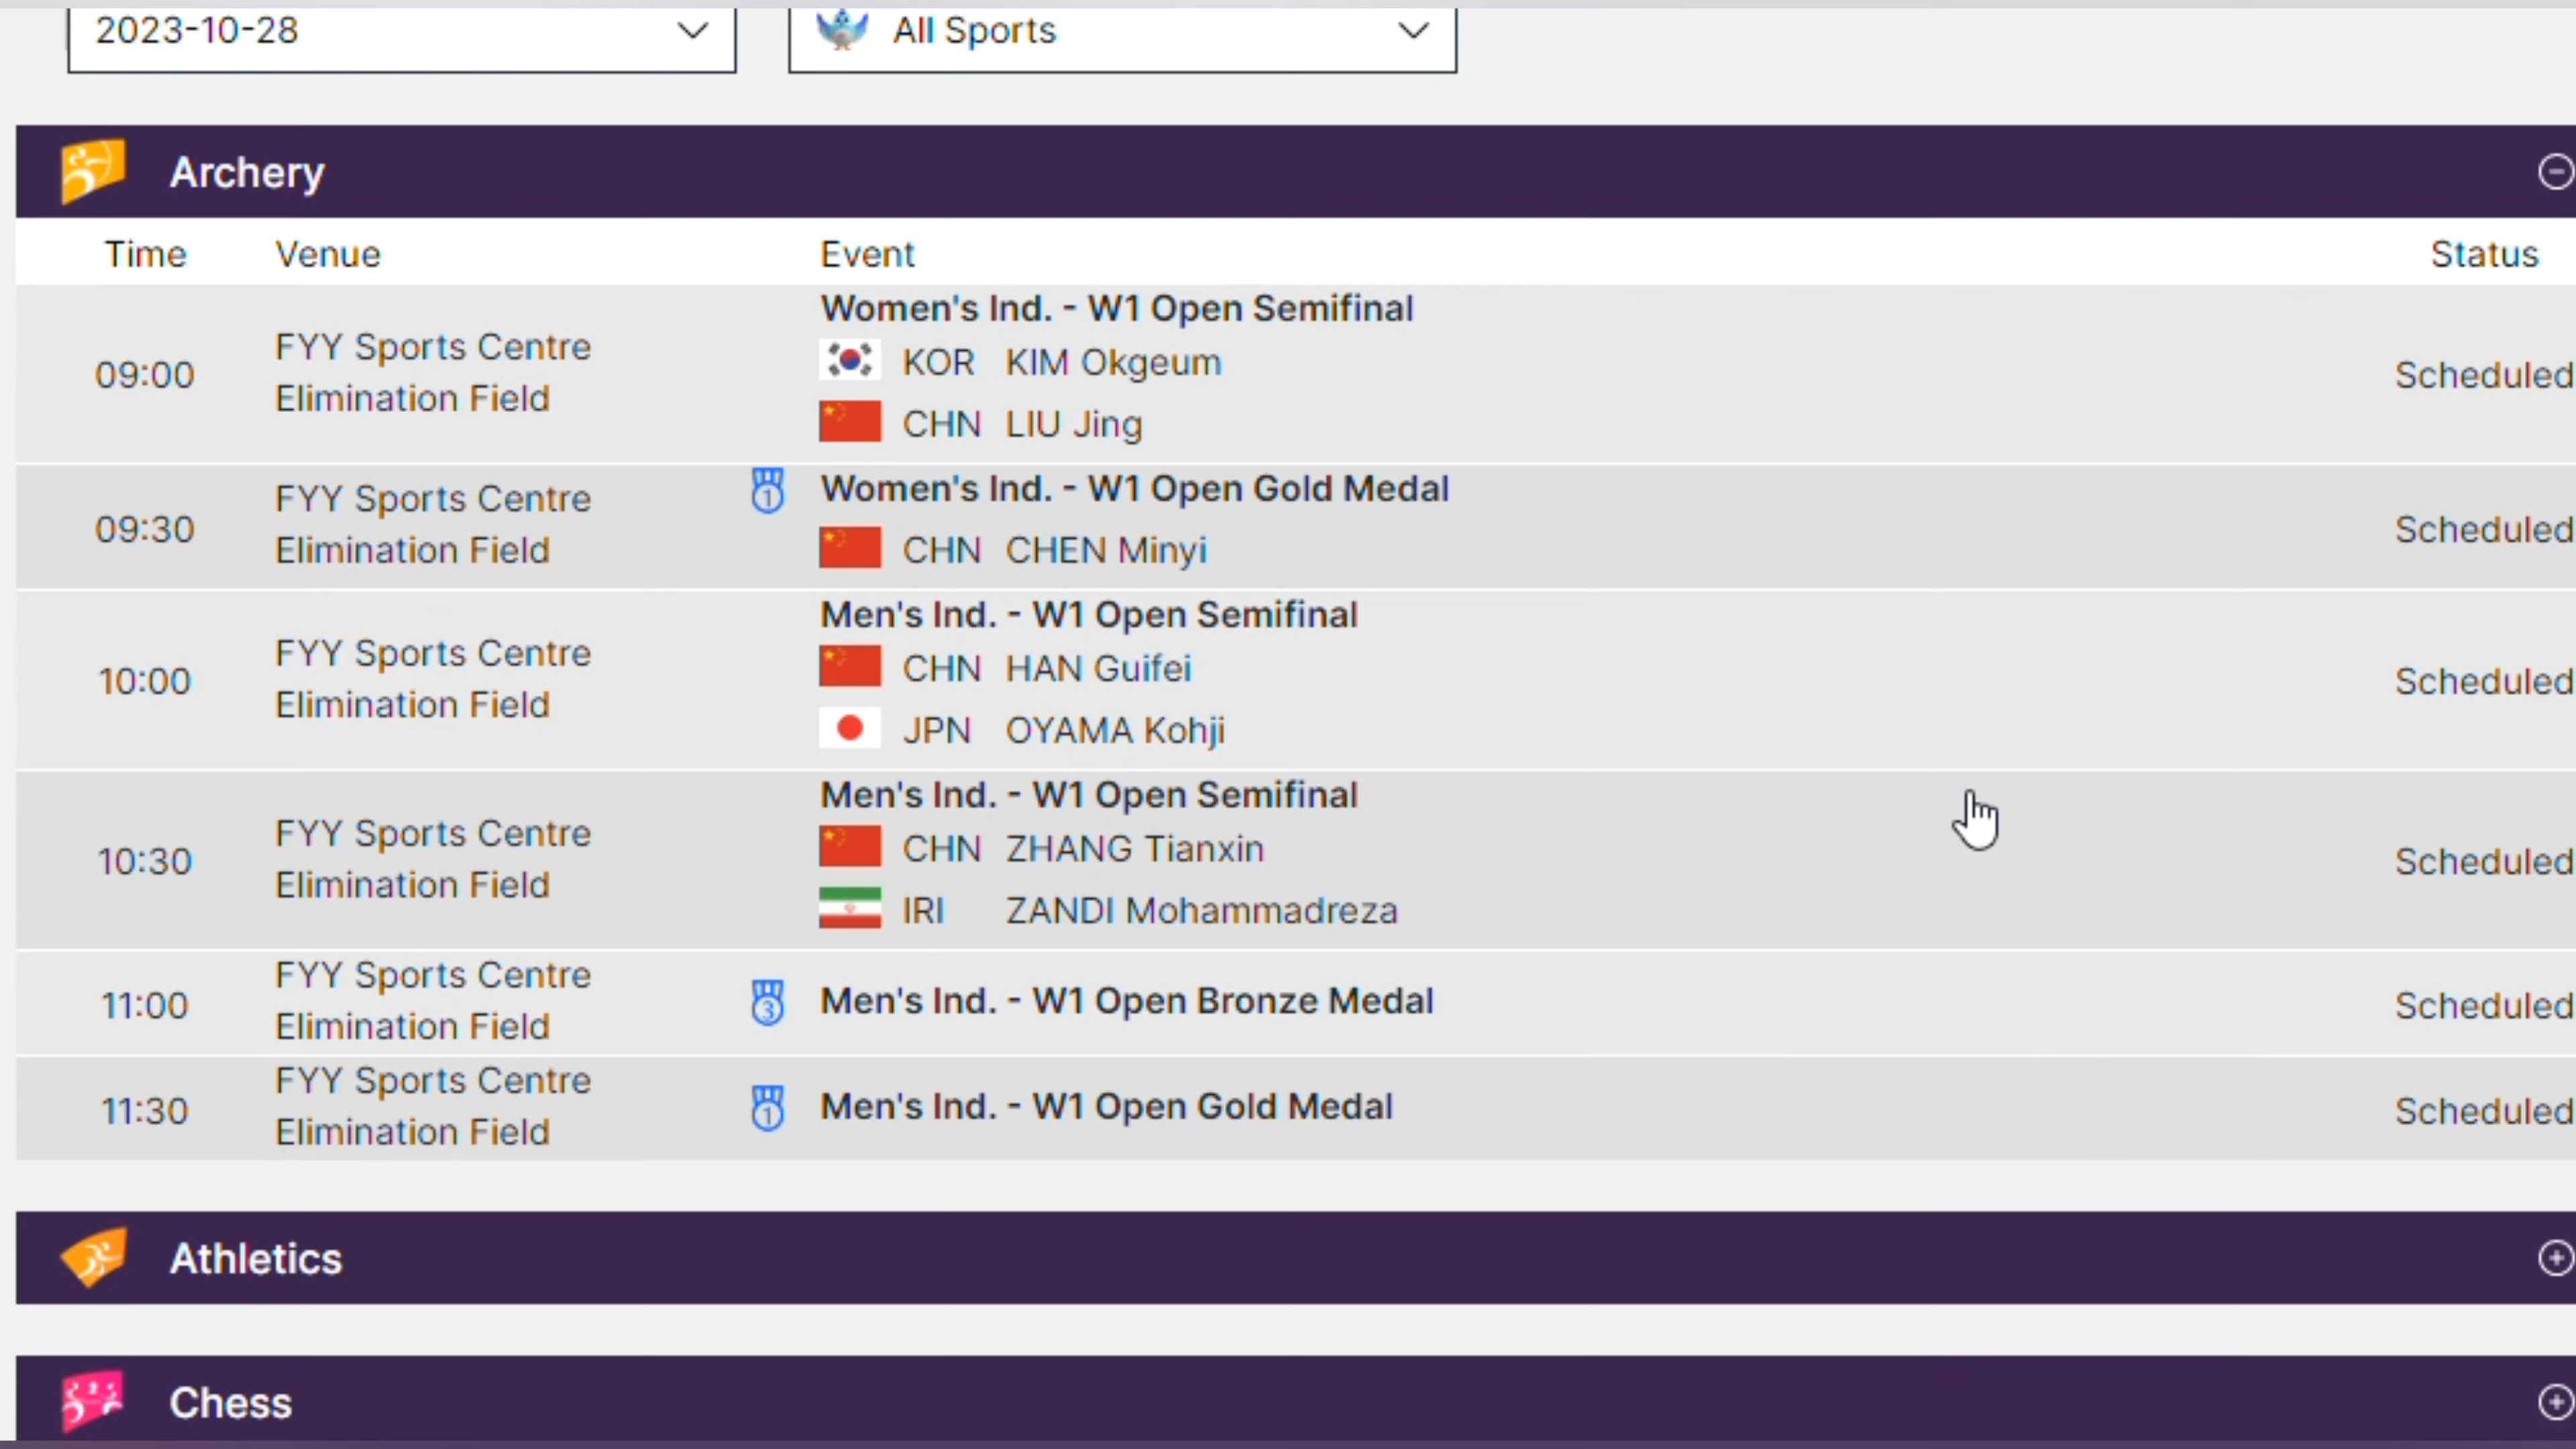 2023-10-28 All Sports
Archery
Time Venue Event Status
Women's Ind. - W1 Open Semifinal
09:00 FYY Sports Centre Elimination Field KOR KIM Okgeum Scheduled
CHN LIU Jing
1 Women's Ind. - W1 Open Gold Medal
09:30 FYY Sports Centre Elimination Field CHN CHEN Minyi Scheduled
Men's Ind. - W1 Open Semifinal
10:00 FYY Sports Centre Elimination Field CHN HAN Guifei Scheduled
JPN OYAMA Kohji
Men's Ind. - W1 Open Semifinal
10:30 FYY Sports Centre Elimination Field CHN ZHANG Tianxin Scheduled
IRI ZANDI Mohammadreza
11:00 FYY Sports Centre Elimination Field 3 Men's Ind. - W1 Open Bronze Medal Scheduled
11:30 FYY Sports Centre Elimination Field 1 Men's Ind. - W1 Open Gold Medal Scheduled
Athletics
Chess